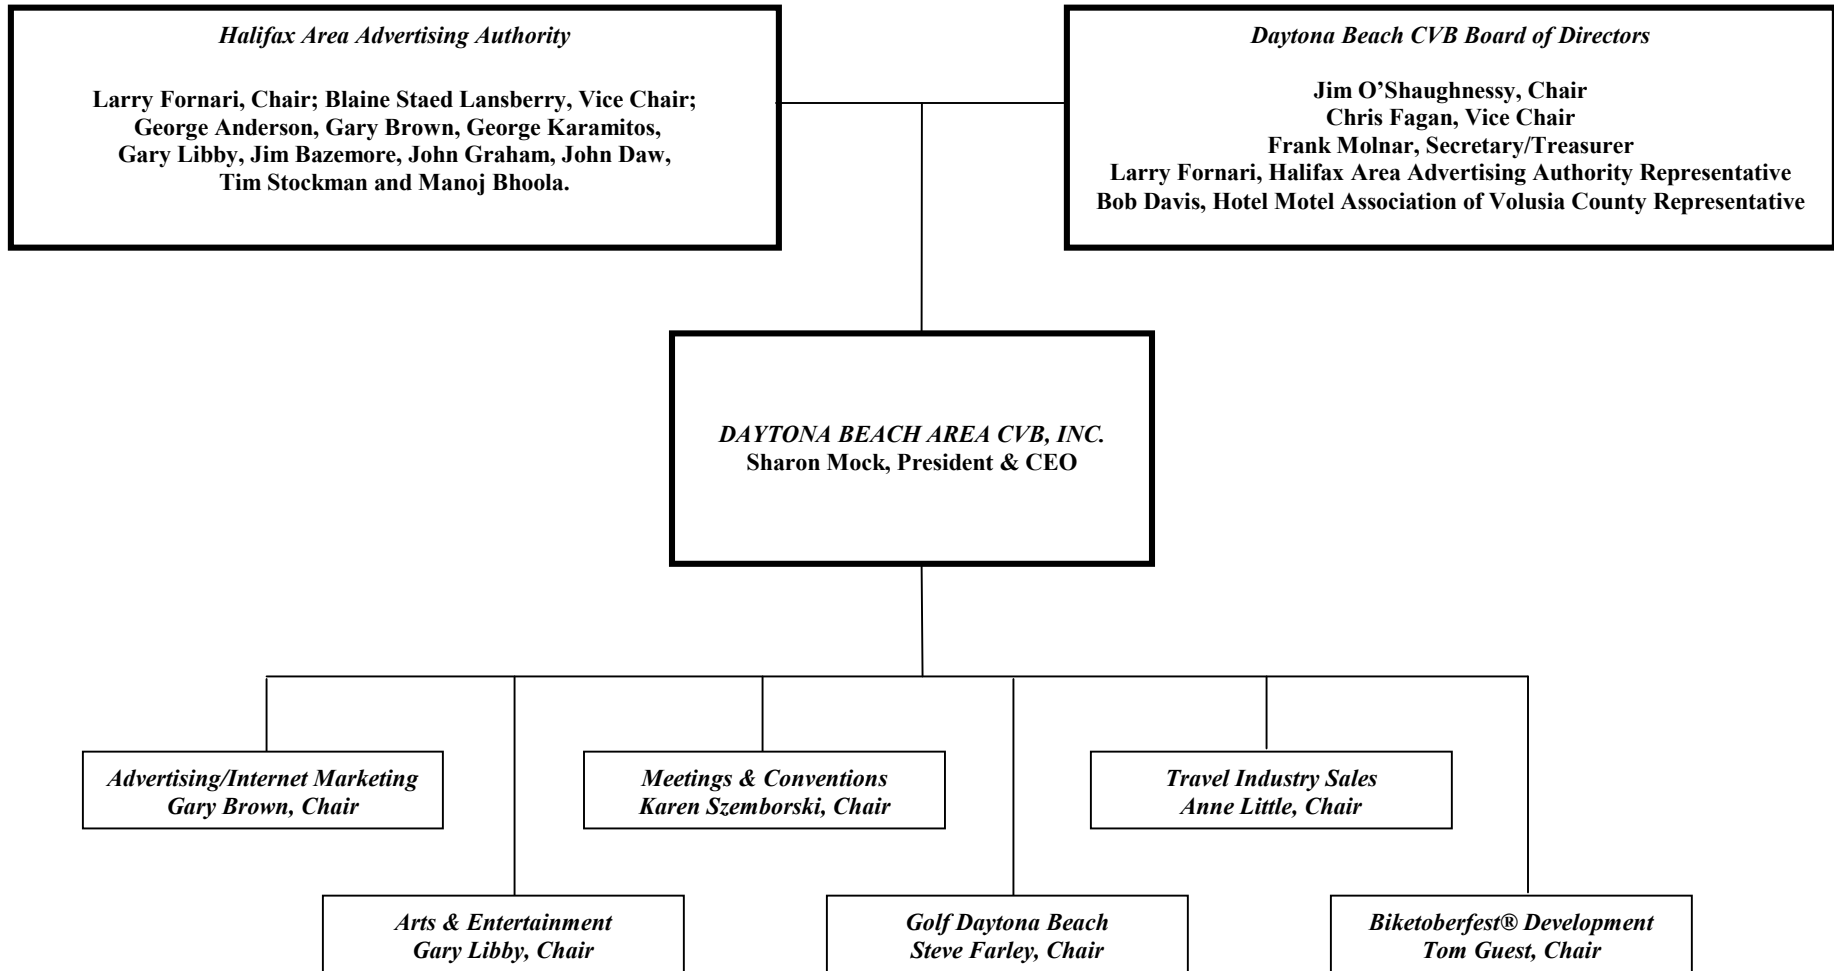 Halifax Area Advertising Authority
Larry Fornari, Chair; Blaine Staed Lansberry, Vice Chair;
George Anderson, Gary Brown, George Karamitos,
Gary Libby, Jim Bazemore, John Graham, John Daw,
Tim Stockman and Manoj Bhoola.
Daytona Beach CVB Board of Directors
Jim O’Shaughnessy, Chair
Chris Fagan, Vice Chair
Frank Molnar, Secretary/Treasurer
Larry Fornari, Halifax Area Advertising Authority Representative
Bob Davis, Hotel Motel Association of Volusia County Representative
DAYTONA BEACH AREA CVB, INC.
Sharon Mock, President & CEO
Advertising/Internet Marketing
Gary Brown, Chair
Meetings & Conventions
Karen Szemborski, Chair
Travel Industry Sales
Anne Little, Chair
Arts & Entertainment
Gary Libby, Chair
Golf Daytona Beach
Steve Farley, Chair
Biketoberfest® Development
Tom Guest, Chair